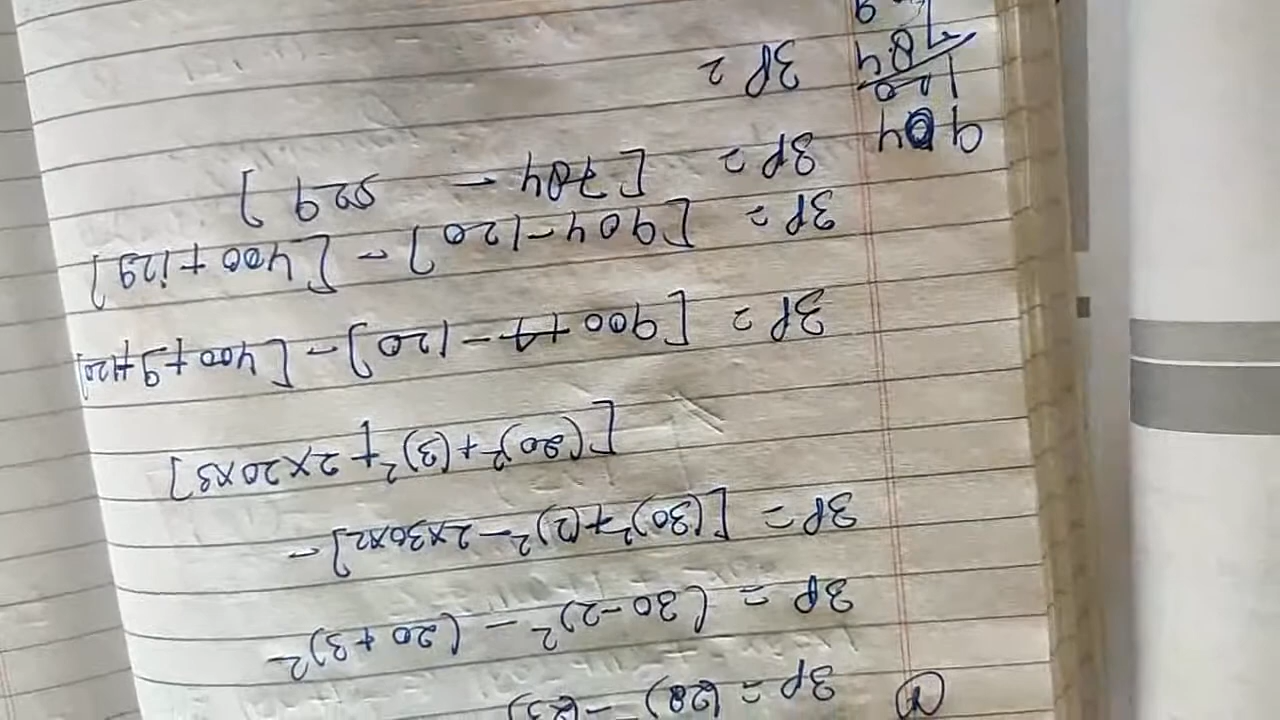 3P = (28) - (23)
3P = (30-2)² - (20+3)²
3P = [(30)²+(2)²-2×30×2] -
[(20)²+(3)²+2×20×3]
3P = [900+4-120] - [400+9+120]
3P = [904-120] - [400+129]
3P = [784 - 529]
3P =
904
120
784